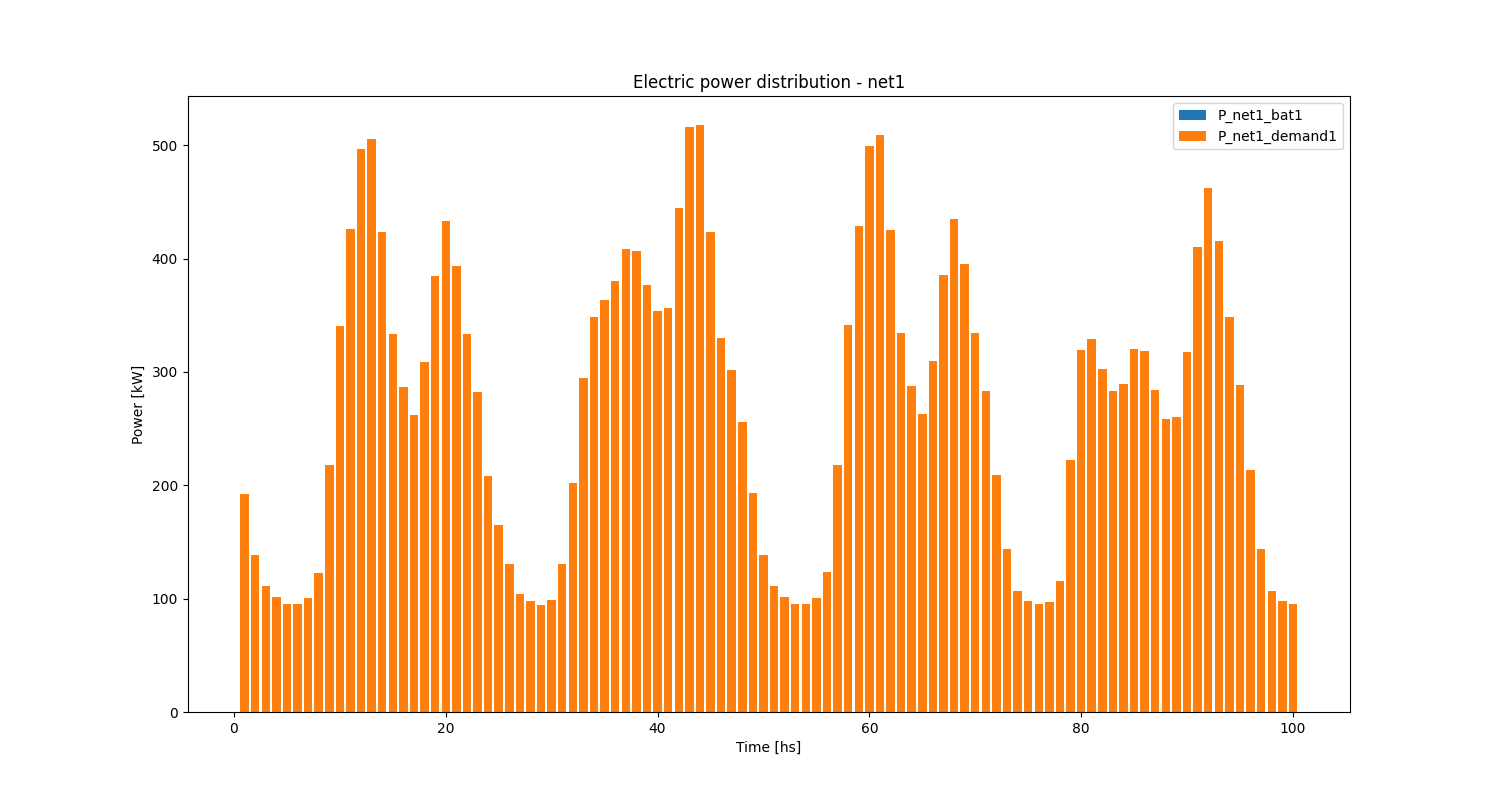 Electric power distribution - net1
P_net1_bat1
P_net1_demand1
Power [kW]
500
400
300
200
100
0
0 20 40 60 80 100
Time [hs]